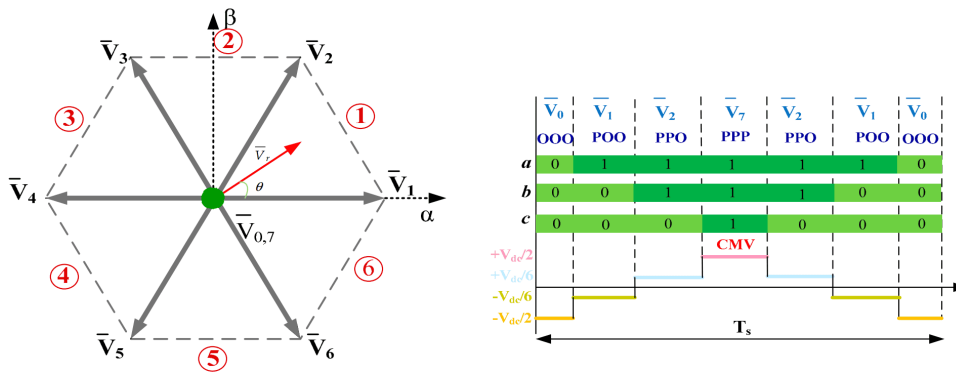 β
②
V̅3
V̅2
③
①
V̅r
θ
V̅4
V̅1
α
V̅0,7
④
⑥
V̅5
⑤
V̅6
V̅0 V̅1 V̅2 V̅7 V̅2 V̅1 V̅0
OOO POO PPO PPP PPO POO OOO
a 0 1 1 1 1 1 0
b 0 0 1 1 1 0 0
c 0 0 0 1 0 0 0
CMV
+Vdc/2
+Vdc/6
-Vdc/6
-Vdc/2
Ts